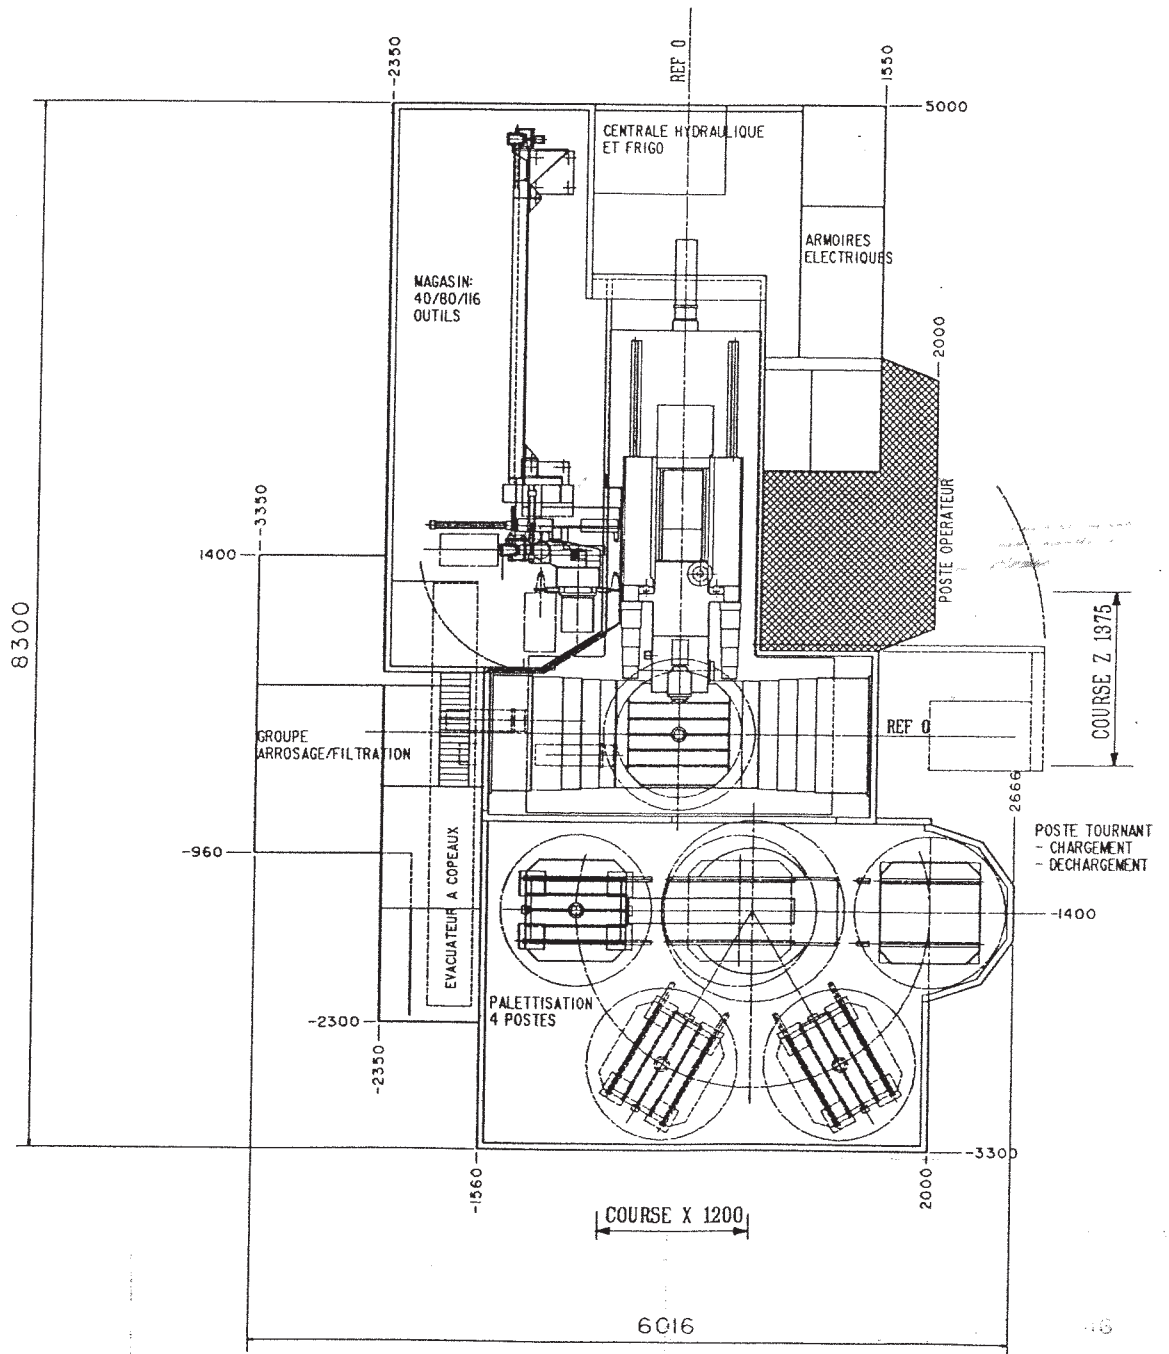 -2350
REF 0
1550
5000
CENTRALE HYDRAULIQUE
ET FRIGO
ARMOIRES
ELECTRIQUES
MAGASIN:
40/80/116
OUTILS
2000
-3350
POSTE OPERATEUR
1400
8300
COURSE Z 1375
REF 0
GROUPE
ARROSAGE/FILTRATION
2666
POSTE TOURNANT
- CHARGEMENT
- DECHARGEMENT
-960
EVACUATEUR A COPEAUX
-1400
PALETTISATION
4 POSTES
-2300
-2350
-3300
-1560
2000
COURSE X 1200
6016